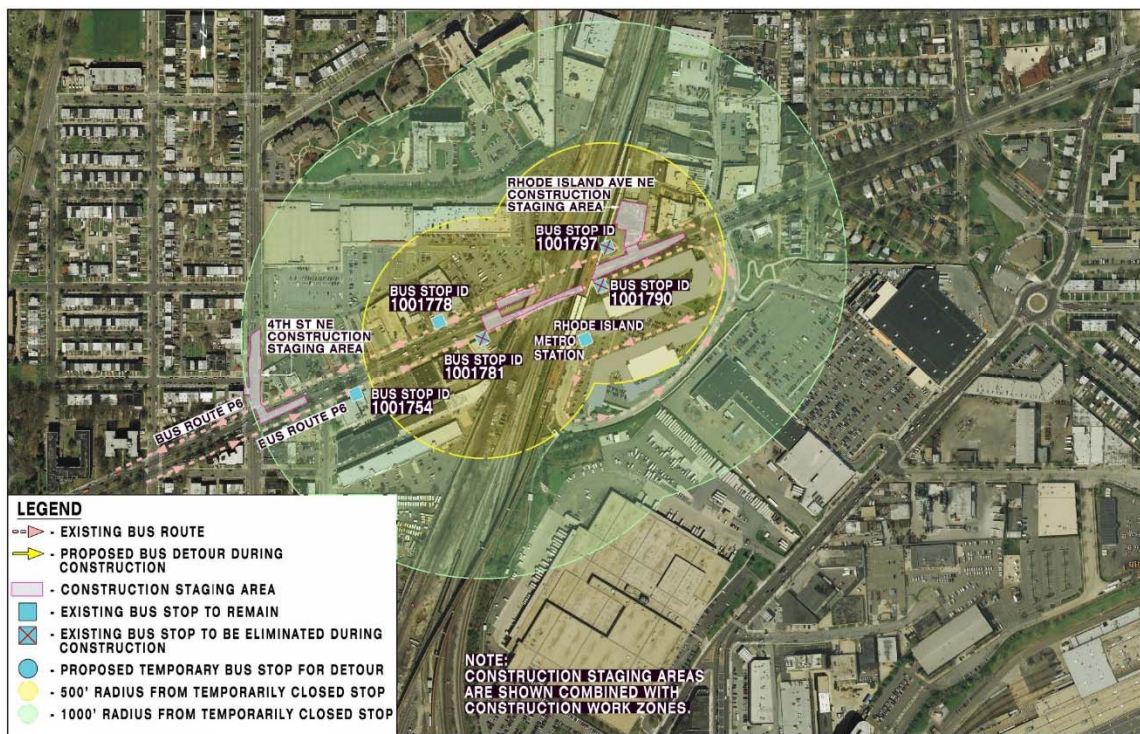 RHODE ISLAND AVE NE
CONSTRUCTION
STAGING AREA
BUS STOP ID
1001797
BUS STOP ID
1001790
BUS STOP ID
1001778
RHODE ISLAND
METRO
STATION
4TH ST NE
CONSTRUCTION
STAGING AREA
BUS STOP ID
1001781
BUS STOP ID
1001754
BUS ROUTE P6
BUS ROUTE P6
LEGEND
- EXISTING BUS ROUTE
- PROPOSED BUS DETOUR DURING
CONSTRUCTION
- CONSTRUCTION STAGING AREA
- EXISTING BUS STOP TO REMAIN
- EXISTING BUS STOP TO BE ELIMINATED DURING
CONSTRUCTION
- PROPOSED TEMPORARY BUS STOP FOR DETOUR
- 500' RADIUS FROM TEMPORARILY CLOSED STOP
- 1000' RADIUS FROM TEMPORARILY CLOSED STOP
NOTE:
CONSTRUCTION STAGING AREAS
ARE SHOWN COMBINED WITH
CONSTRUCTION WORK ZONES.